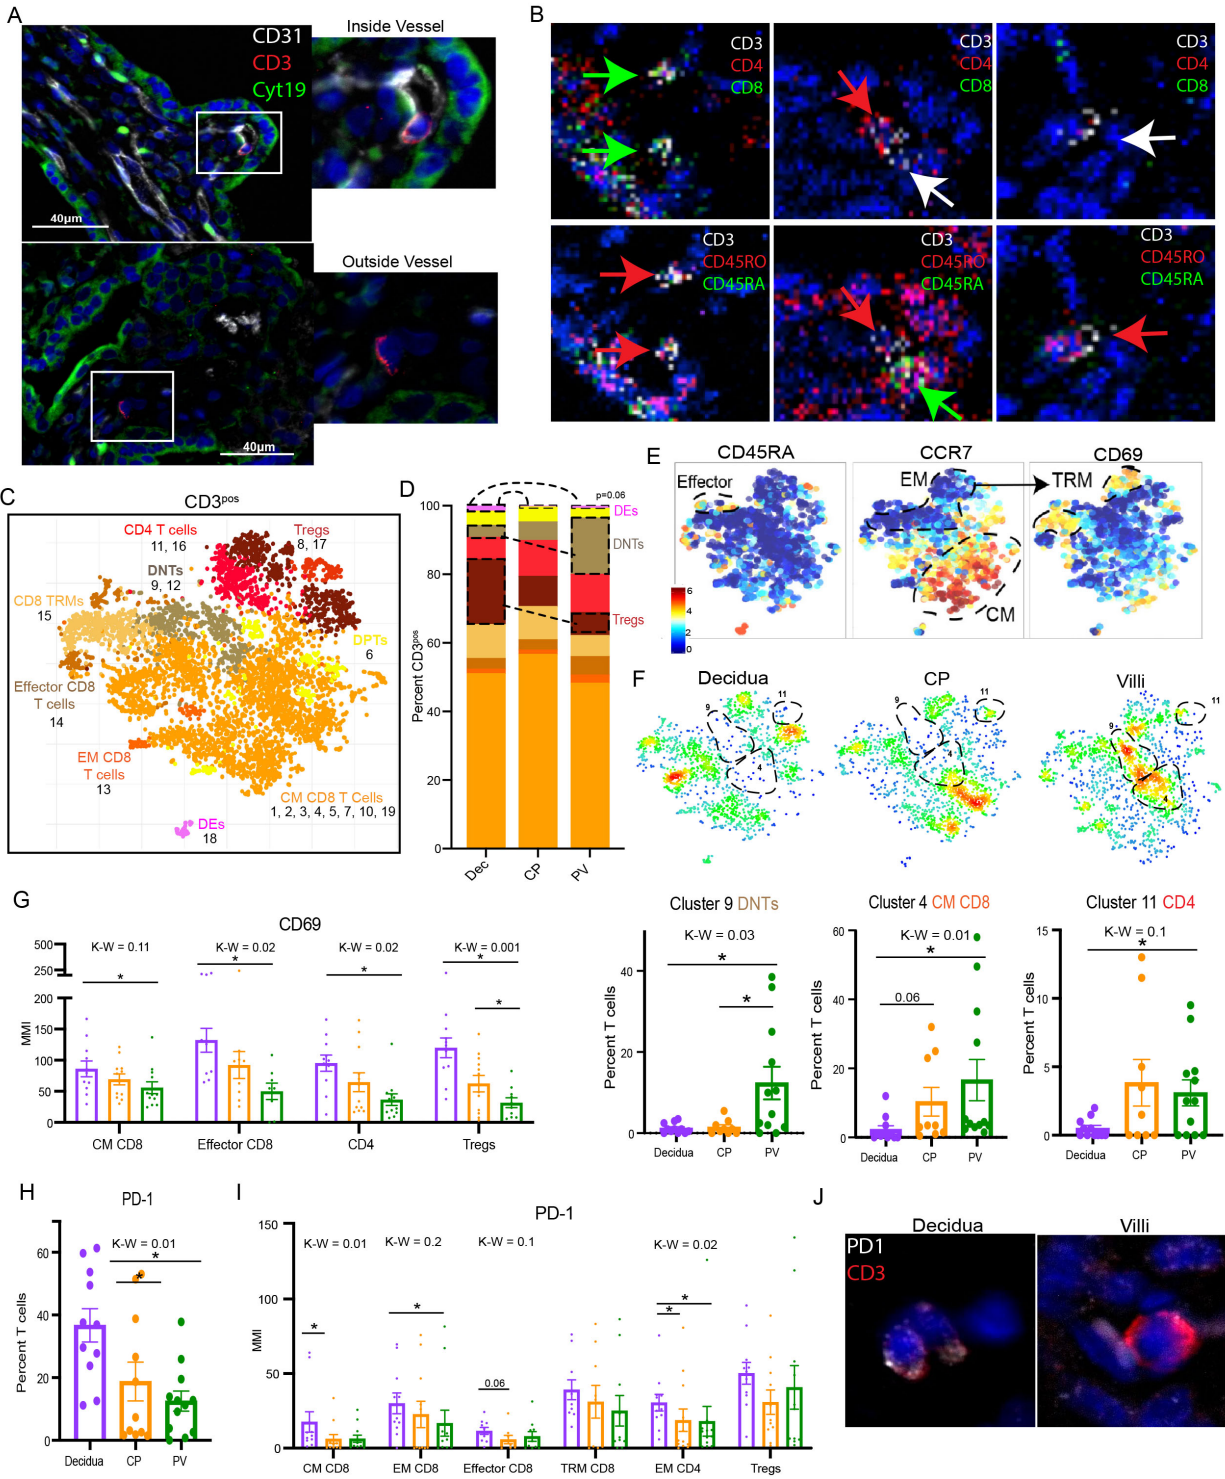 A
CD31
CD3
Cyt19
40µm
Inside Vessel
Outside Vessel
40µm
B
CD3
CD4
CD8
CD3
CD4
CD8
CD3
CD4
CD8
CD3
CD45RO
CD45RA
CD3
CD45RO
CD45RA
CD3
CD45RO
CD45RA
C
CD3pos
CD4 T cells
11, 16
Tregs
8, 17
DNTs
9, 12
CD8 TRMs
15
DPTs
6
Effector CD8
T cells
14
EM CD8
T cells
13
CM CD8 T Cells
1, 2, 3, 4, 5, 7, 10, 19
DEs
18
D
p=0.06
DEs
DNTs
Tregs
Percent CD3pos
100
80
60
40
20
0
Dec
CP
PV
E
CD45RA
CCR7
CD69
Effector
EM
TRM
CM
6
4
2
0
F
Decidua
CP
Villi
9
11
4
9
11
9
11
4
Cluster 9 DNTs
K-W = 0.03
*
*
Percent T cells
40
20
0
Decidua
CP
PV
Cluster 4 CM CD8
K-W = 0.01
*
0.06
Percent T cells
60
40
20
0
Decidua
CP
PV
Cluster 11 CD4
K-W = 0.1
*
Percent T cells
15
10
5
0
Decidua
CP
PV
G
CD69
K-W = 0.11
K-W = 0.02
K-W = 0.02
K-W = 0.001
*
*
*
*
*
MMI
500
250
200
150
100
50
0
CM CD8
Effector CD8
CD4
Tregs
H
PD-1
K-W = 0.01
*
*
Percent T cells
60
40
20
0
Decidua
CP
PV
I
PD-1
K-W = 0.01
K-W = 0.2
K-W = 0.1
K-W = 0.02
*
*
0.06
*
*
MMI
150
100
50
0
CM CD8
EM CD8
Effector CD8
TRM CD8
EM CD4
Tregs
J
Decidua
Villi
PD1
CD3